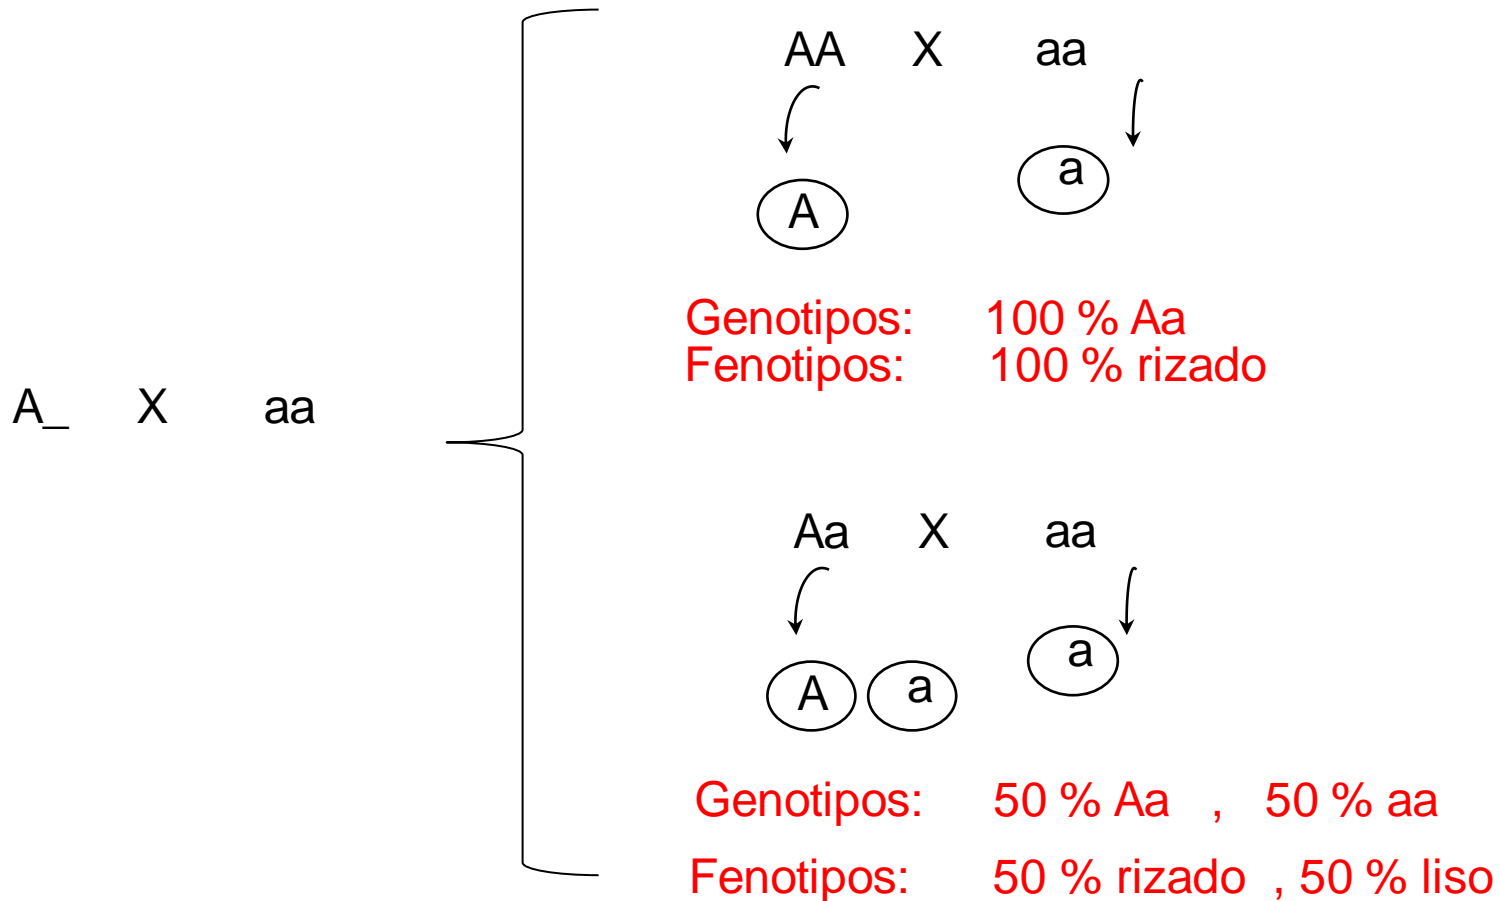 AA X aa
A a
Genotipos: 100 % Aa
Fenotipos: 100 % rizado
A_ X aa
Aa X aa
A a a
Genotipos: 50 % Aa , 50 % aa
Fenotipos: 50 % rizado , 50 % liso